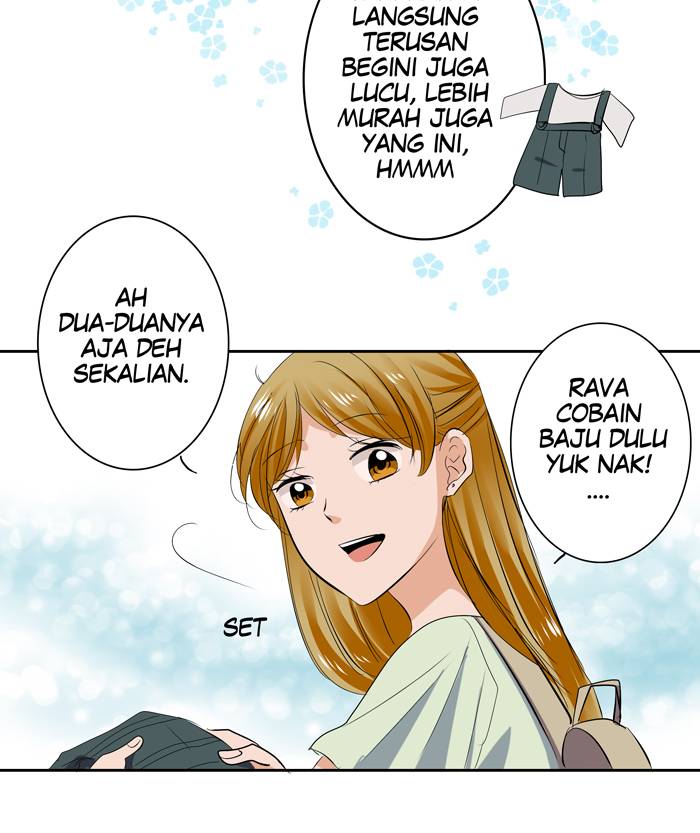 LANGSUNG
TERUSAN
BEGINI JUGA
LUCU, LEBIH
MURAH JUGA
YANG INI,
HMMM
AH
DUA-DUANYA
AJA DEH
SEKALIAN.
RAVA
COBAIN
BAJU DULU
YUK NAK!
....
SET